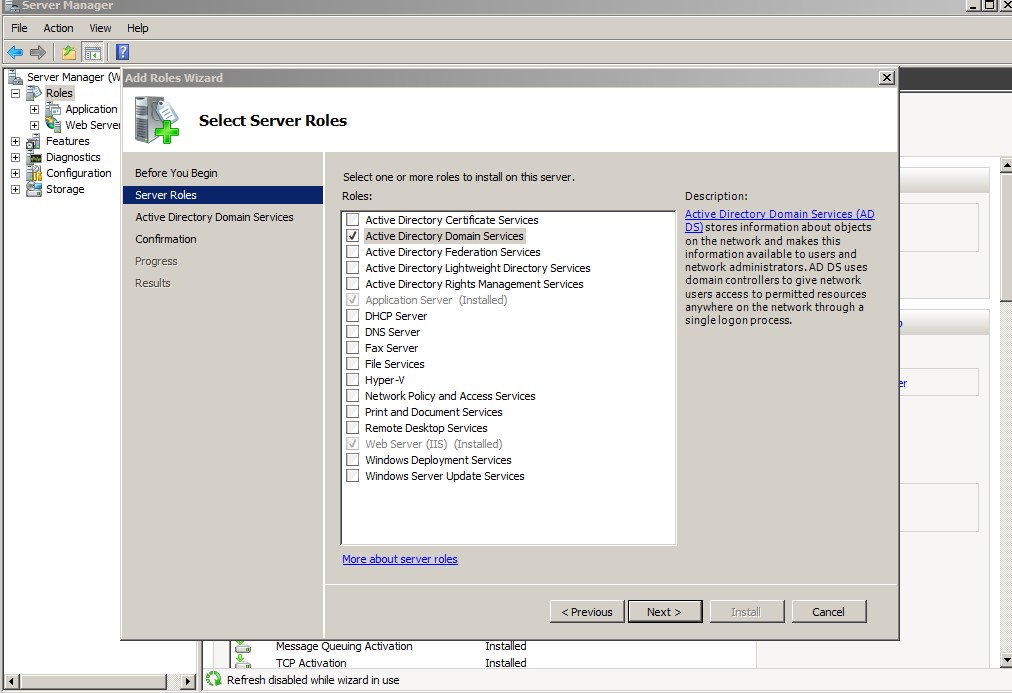 Server Manager
File Action View Help
Server Manager (W
Roles
Application
Web Server
Features
Diagnostics
Configuration
Storage
Add Roles Wizard
Select Server Roles
Before You Begin
Server Roles
Active Directory Domain Services
Confirmation
Progress
Results
Select one or more roles to install on this server.
Roles:
Active Directory Certificate Services
Active Directory Domain Services
Active Directory Federation Services
Active Directory Lightweight Directory Services
Active Directory Rights Management Services
Application Server (Installed)
DHCP Server
DNS Server
Fax Server
File Services
Hyper-V
Network Policy and Access Services
Print and Document Services
Remote Desktop Services
Web Server (IIS) (Installed)
Windows Deployment Services
Windows Server Update Services
More about server roles
Description:
Active Directory Domain Services (AD
DS) stores information about objects
on the network and makes this
information available to users and
network administrators. AD DS uses
domain controllers to give network
users access to permitted resources
anywhere on the network through a
single logon process.
< Previous
Next >
Install
Cancel
er
Message Queuing Activation Installed
TCP Activation Installed
Refresh disabled while wizard in use